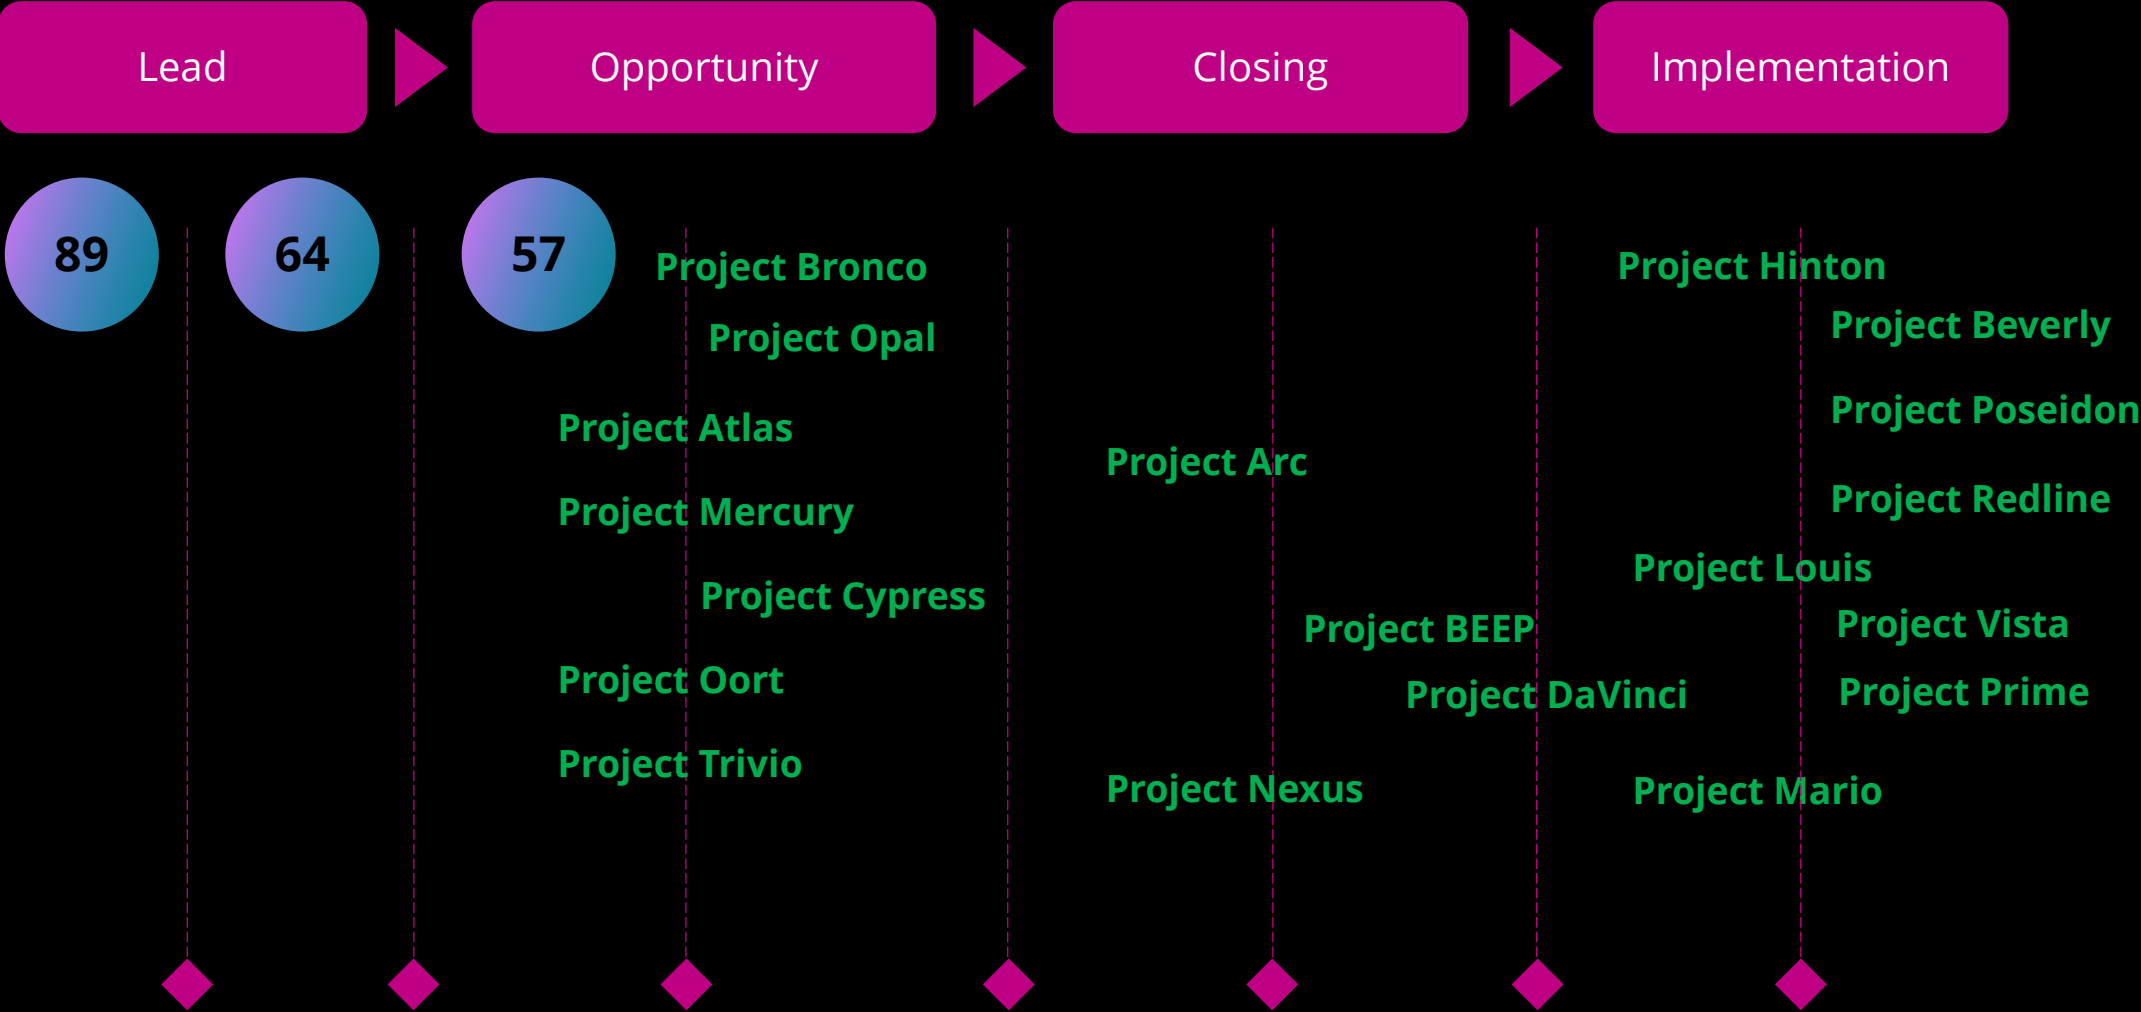 Lead
Opportunity
Closing
Implementation
89
64
57
Project Bronco
Project Opal
Project Atlas
Project Mercury
Project Cypress
Project Oort
Project Trivio
Project Arc
Project BEEP
Project DaVinci
Project Nexus
Project Hinton
Project Beverly
Project Poseidon
Project Redline
Project Louis
Project Vista
Project Prime
Project Mario